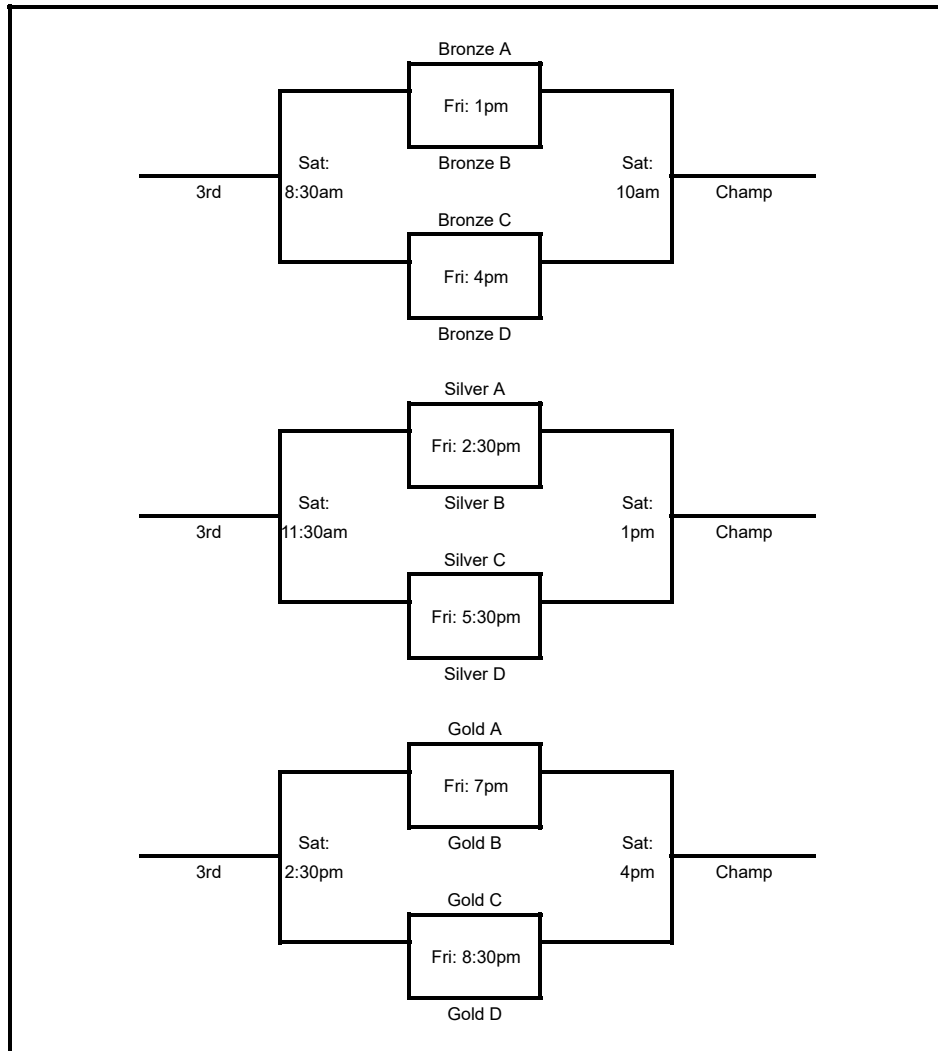 Bronze A
Fri: 1pm
Bronze B
Sat:
8:30am
3rd
Sat:
10am
Champ
Bronze C
Fri: 4pm
Bronze D
Silver A
Fri: 2:30pm
Silver B
Sat:
11:30am
3rd
Sat:
1pm
Champ
Silver C
Fri: 5:30pm
Silver D
Gold A
Fri: 7pm
Gold B
Sat:
2:30pm
3rd
Sat:
4pm
Champ
Gold C
Fri: 8:30pm
Gold D